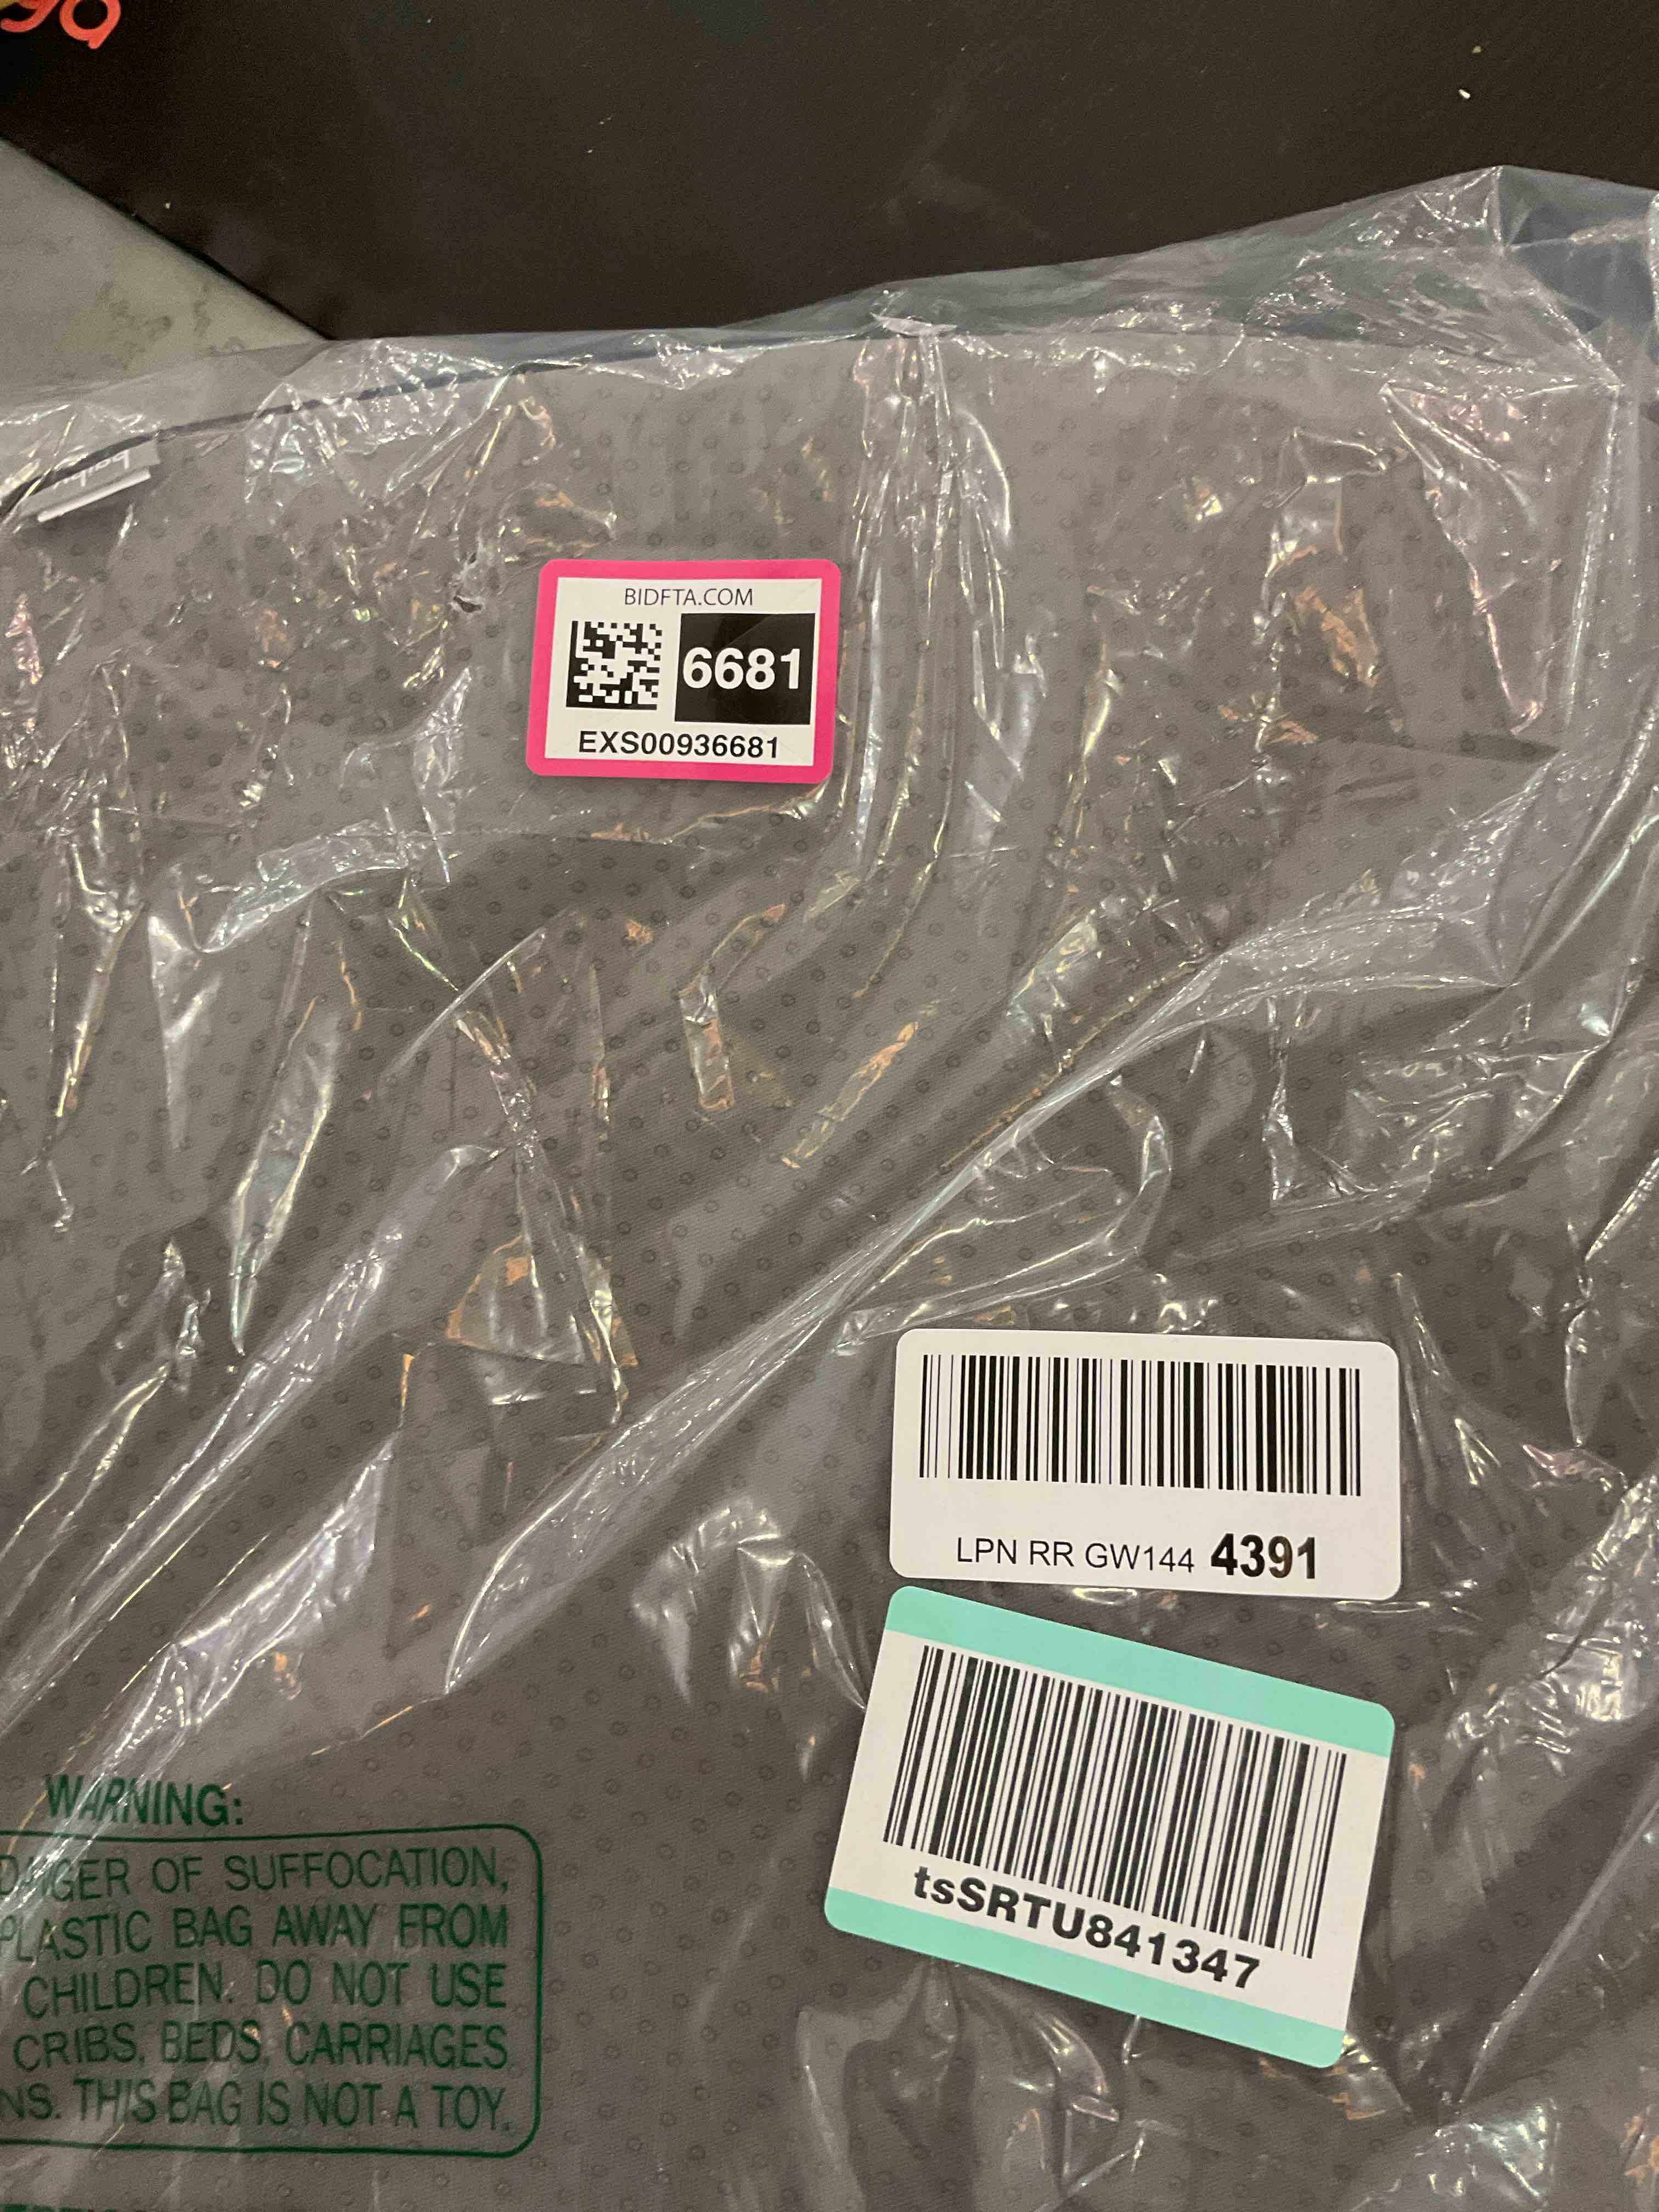 BIDFTA.COM
6681
EXS00936681
LPN RR GW144 4391
tsSRTU841347
WARNING:
DANGER OF SUFFOCATION,
PLASTIC BAG AWAY FROM
CHILDREN. DO NOT USE
CRIBS, BEDS, CARRIAGES
NS. THIS BAG IS NOT A TOY.